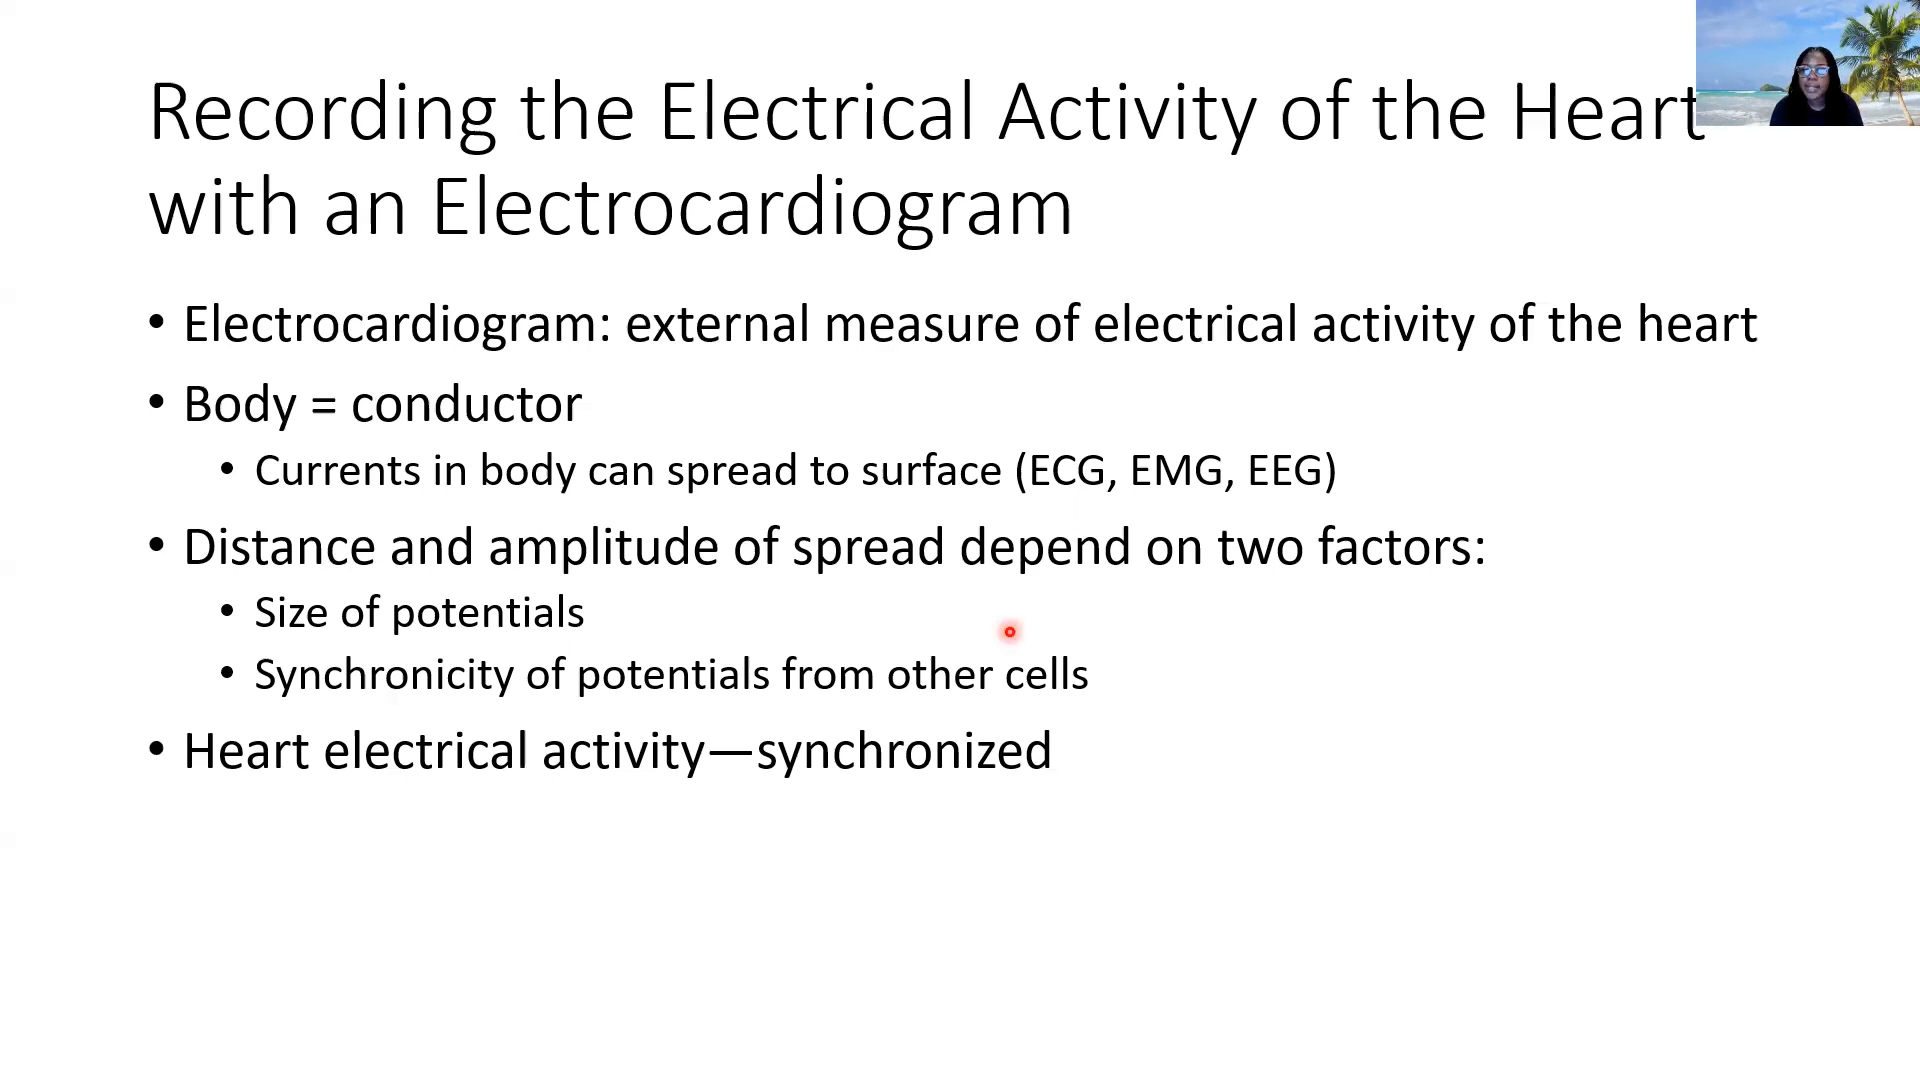 Recording the Electrical Activity of the Heart
with an Electrocardiogram
• Electrocardiogram: external measure of electrical activity of the heart
• Body = conductor
• Currents in body can spread to surface (ECG, EMG, EEG)
• Distance and amplitude of spread depend on two factors:
• Size of potentials
• Synchronicity of potentials from other cells
• Heart electrical activity—synchronized